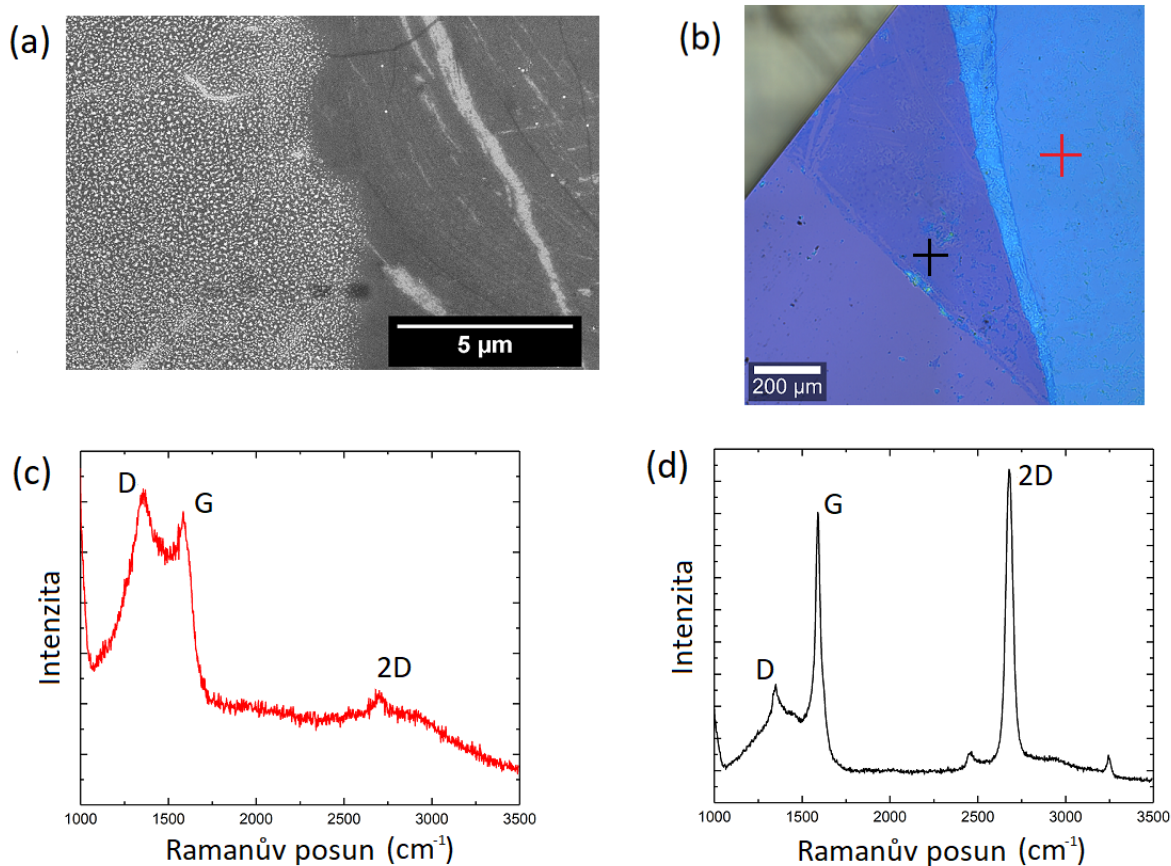 (a)
5 µm
(b)
200 µm
(c)
D
G
2D
Intenzita
1000 1500 2000 2500 3000 3500
Ramanův posun (cm⁻¹)
(d)
D
G
2D
Intenzita
1000 1500 2000 2500 3000 3500
Ramanův posun (cm⁻¹)